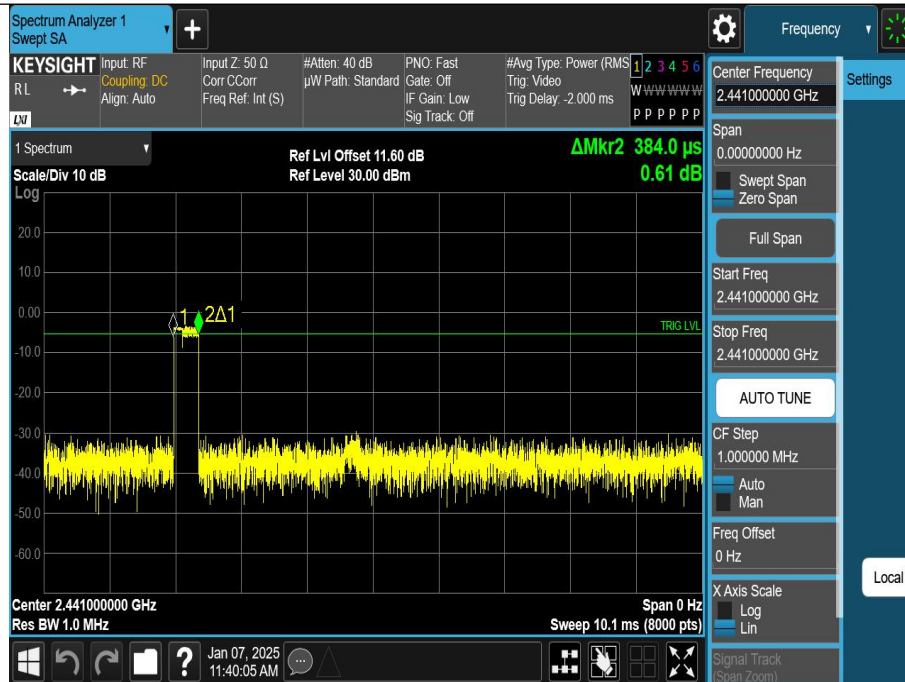 Spectrum Analyzer 1
Swept SA
+
Frequency
KEYSIGHT
RL
LXI
Input: RF
Coupling: DC
Align: Auto
Input Z: 50 Ω
Corr CCorr
Freq Ref: Int (S)
#Atten: 40 dB
µW Path: Standard
PNO: Fast
Gate: Off
IF Gain: Low
Sig Track: Off
#Avg Type: Power (RMS
Trig: Video
Trig Delay: -2.000 ms
1 2 3 4 5 6
W W W W W W
P P P P P P
1 Spectrum
Scale/Div 10 dB
Log
Ref Lvl Offset 11.60 dB
Ref Level 30.00 dBm
ΔMkr2 384.0 µs
0.61 dB
20.0
10.0
0.00
-10.0
-20.0
-30.0
-40.0
-50.0
-60.0
1
2Δ1
TRIG LVL
Center 2.441000000 GHz
Res BW 1.0 MHz
Span 0 Hz
Sweep 10.1 ms (8000 pts)
Jan 07, 2025
11:40:05 AM
?
Center Frequency
2.441000000 GHz
Span
0.00000000 Hz
Swept Span
Zero Span
Full Span
Start Freq
2.441000000 GHz
Stop Freq
2.441000000 GHz
AUTO TUNE
CF Step
1.000000 MHz
Auto
Man
Freq Offset
0 Hz
X Axis Scale
Log
Lin
Signal Track
(Span Zoom)
Settings
Local